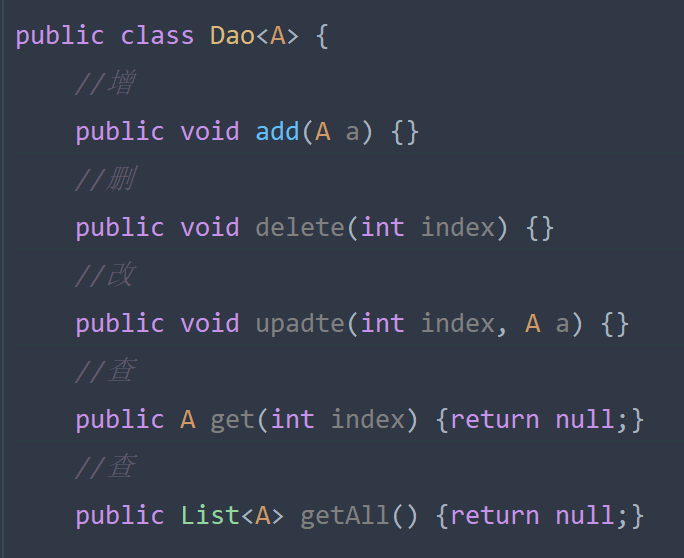 public class Dao<A> {
//增
public void add(A a) {}
//删
public void delete(int index) {}
//改
public void upadte(int index, A a) {}
//查
public A get(int index) {return null;}
//查
public List<A> getAll() {return null;}